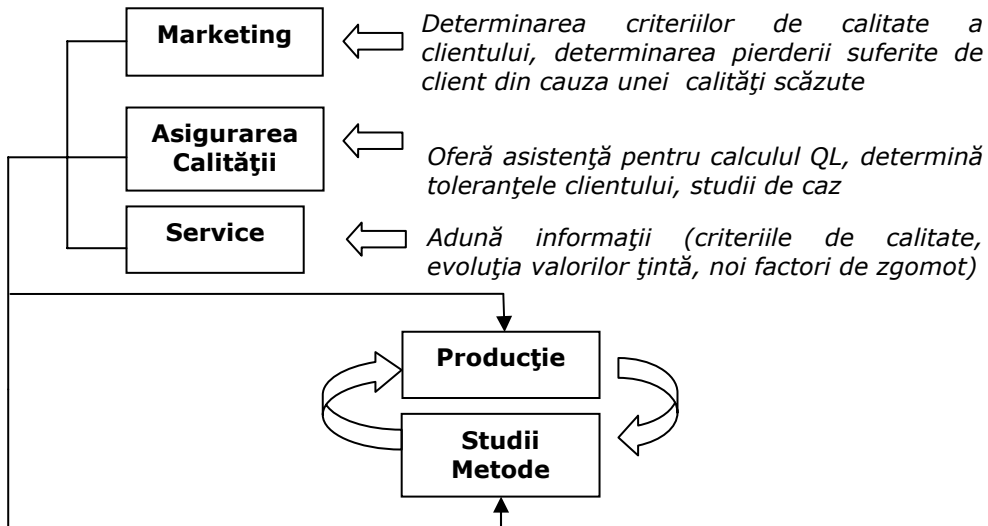 Marketing
Determinarea criteriilor de calitate a
clientului, determinarea pierderii suferite de
client din cauza unei calităţi scăzute
Asigurarea
Calităţii
Oferă asistenţă pentru calculul QL, determină
toleranţele clientului, studii de caz
Service
Adună informaţii (criteriile de calitate,
evoluţia valorilor ţintă, noi factori de zgomot)
Producţie
Studii
Metode